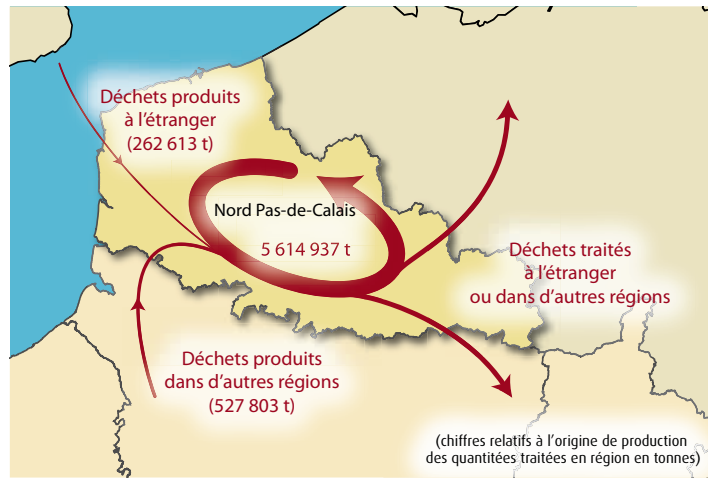 Déchets produits
à l'étranger
(262 613 t)
Nord Pas-de-Calais
5 614 937 t
Déchets traités
à l'étranger
ou dans d'autres régions
Déchets produits
dans d'autres régions
(527 803 t)
(chiffres relatifs à l'origine de production
des quantitées traitées en région en tonnes)